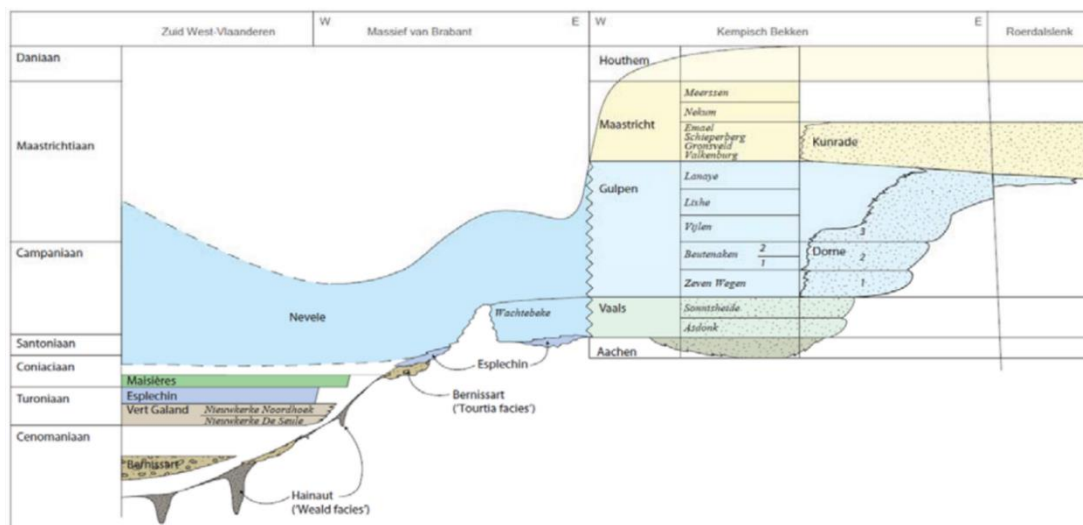 W E W E
Zuid West-Vlaanderen Massief van Brabant Kempisch Bekken Roerdalslenk
Daniaan
Houthem
Maastrichtiaan
Maastricht
Meerssen
Nekum
Emael
Schieperberg
Gronsveld
Valkenburg
Kunrade
Gulpen
Lanaye
Lixhe
Vijlen
3
Campaniaan
Beutenaken 2
1
Dorne 2
Zeven Wegen 1
Nevele
Wachtebeke
Vaals
Sonnisheide
Asdonk
Santoniaan
Aachen
Esplechin
Coniaciaan
Maisières
Bernissart
('Tourtia facies')
Turoniaan
Esplechin
Vert Galand
Nieuwkerke Noordhoek
Nieuwkerke De Seule
Cenomaniaan
Bernissart
Hainaut
('Weald facies')